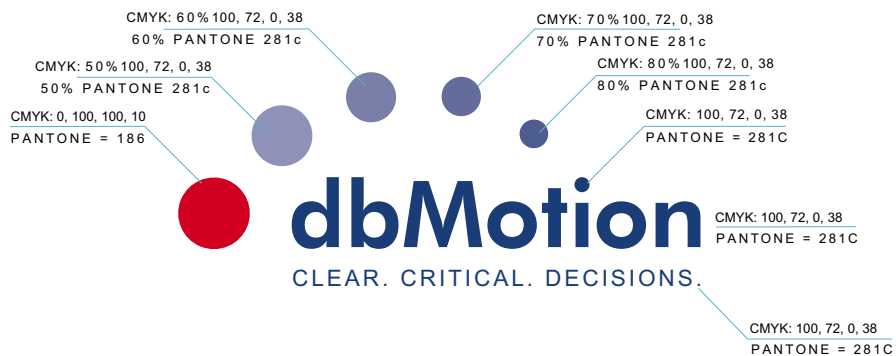 CMYK: 60%100, 72, 0, 38
60% PANTONE 281c
CMYK: 70%100, 72, 0, 38
70% PANTONE 281c
CMYK: 50%100, 72, 0, 38
50% PANTONE 281c
CMYK: 80%100, 72, 0, 38
80% PANTONE 281c
CMYK: 0, 100, 100, 10
PANTONE = 186
CMYK: 100, 72, 0, 38
PANTONE = 281C
dbMotion
CMYK: 100, 72, 0, 38
PANTONE = 281C
CLEAR. CRITICAL. DECISIONS.
CMYK: 100, 72, 0, 38
PANTONE = 281C